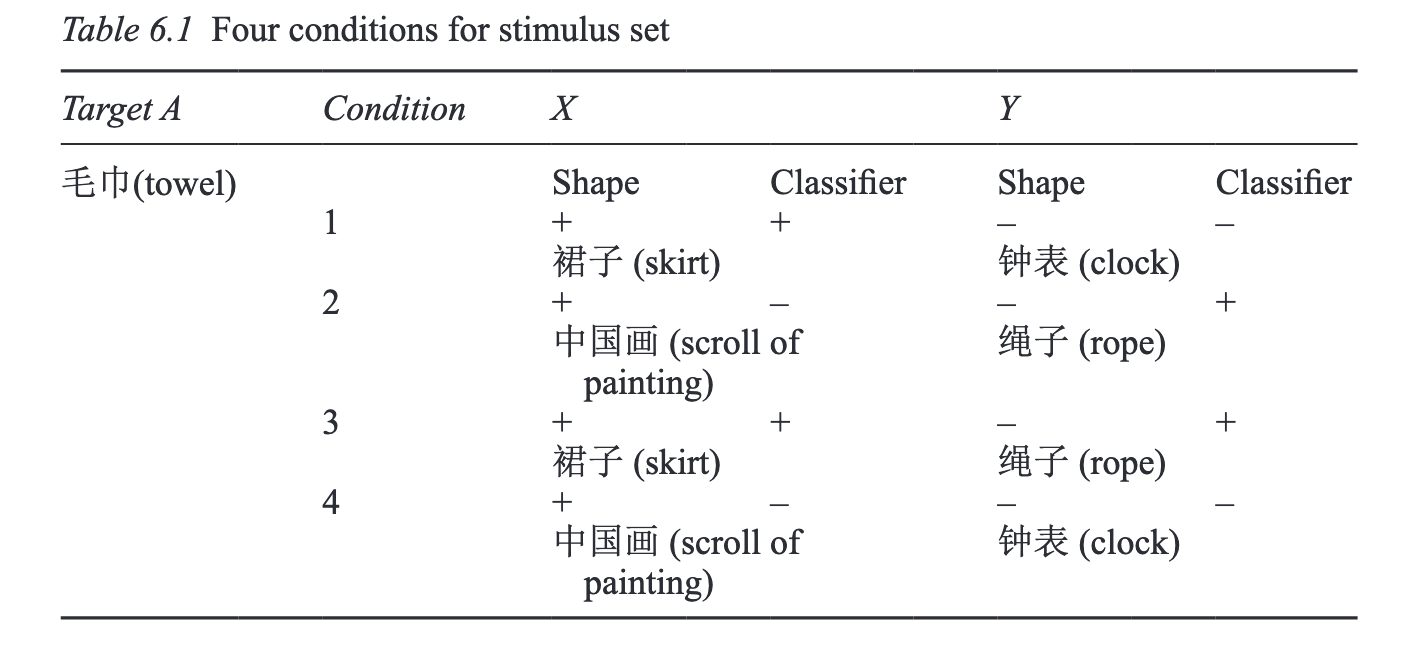 Table 6.1 Four conditions for stimulus set
Target A Condition X Y
毛巾(towel) Shape Classifier Shape Classifier
1 + + – –
裙子 (skirt) 钟表 (clock)
2 + – – +
中国画 (scroll of 绳子 (rope)
painting)
3 + + – +
裙子 (skirt) 绳子 (rope)
4 + – – –
中国画 (scroll of 钟表 (clock)
painting)